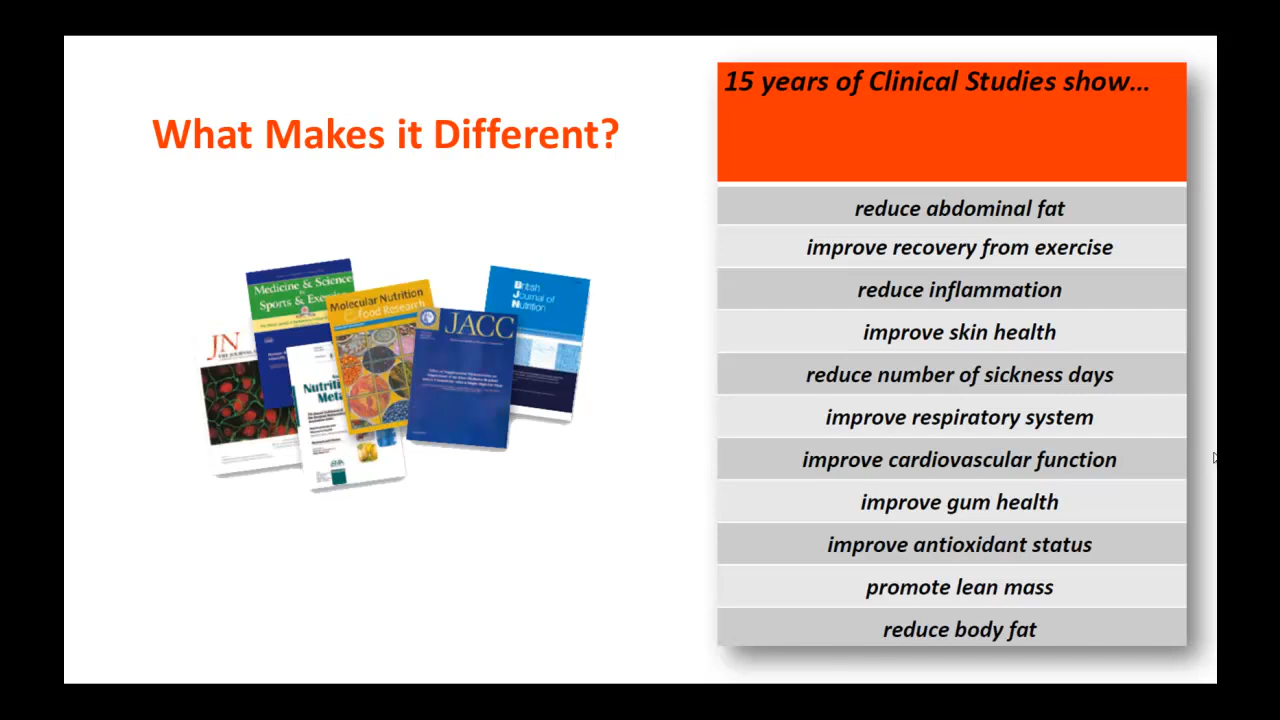 What Makes it Different?
15 years of Clinical Studies show...
reduce abdominal fat
improve recovery from exercise
reduce inflammation
improve skin health
reduce number of sickness days
improve respiratory system
improve cardiovascular function
improve gum health
improve antioxidant status
promote lean mass
reduce body fat
Medicine & Science
Sports &
Molecular Nutrition
& Food Research
British
Journal of
Nutrition
JACC
JN